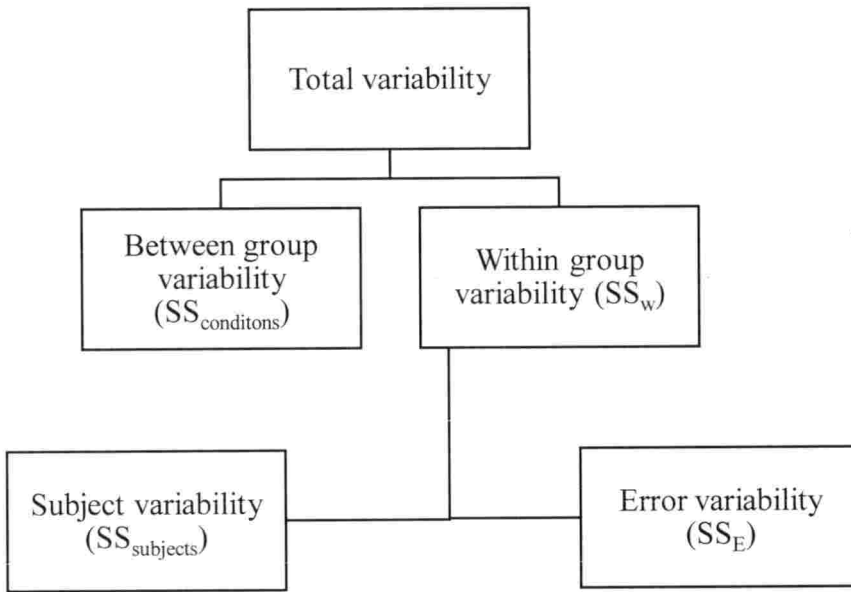 Total variability
Between group
variability
(SSconditons)
Within group
variability (SSw)
Subject variability
(SSsubjects)
Error variability
(SSE)